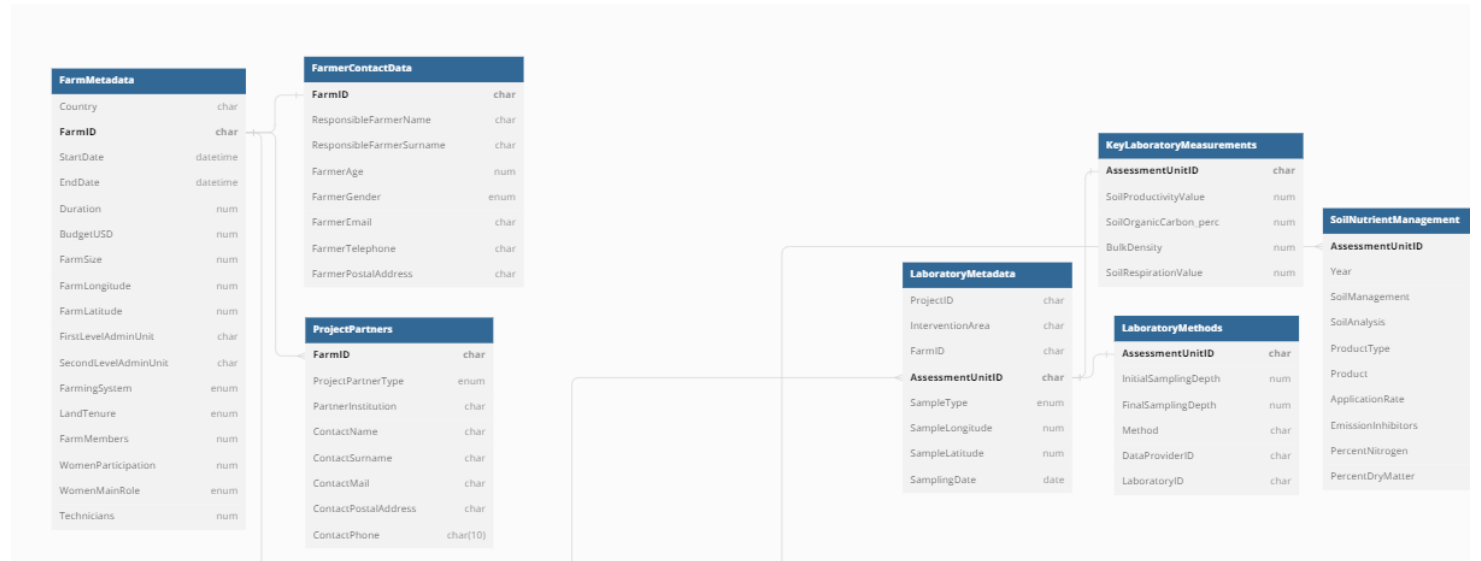 FarmMetadata
Country char
FarmID char
StartDate datetime
EndDate datetime
Duration num
BudgetUSD num
FarmSize num
FarmLongitude num
FarmLatitude num
FirstLevelAdminUnit char
SecondLevelAdminUnit char
FarmingSystem enum
LandTenure enum
FarmMembers num
WomenParticipation num
WomenMainRole enum
Technicians num
FarmerContactData
FarmID char
ResponsibleFarmerName char
ResponsibleFarmerSurname char
FarmerAge num
FarmerGender enum
FarmerEmail char
FarmerTelephone char
FarmerPostalAddress char
ProjectPartners
FarmID char
ProjectPartnerType enum
PartnerInstitution char
ContactName char
ContactSurname char
ContactMail char
ContactPostalAddress char
ContactPhone char(10)
LaboratoryMetadata
ProjectID char
InterventionArea char
FarmID char
AssessmentUnitID char
SampleType enum
SampleLongitude num
SampleLatitude num
SamplingDate date
KeyLaboratoryMeasurements
AssessmentUnitID char
SoilProductivityValue num
SoilOrganicCarbon_perc num
BulkDensity num
SoilRespirationValue num
LaboratoryMethods
AssessmentUnitID char
InitialSamplingDepth num
FinalSamplingDepth num
Method char
DataProviderID char
LaboratoryID char
SoilNutrientManagement
AssessmentUnitID
Year
SoilManagement
SoilAnalysis
ProductType
Product
ApplicationRate
EmissionInhibitors
PercentNitrogen
PercentDryMatter